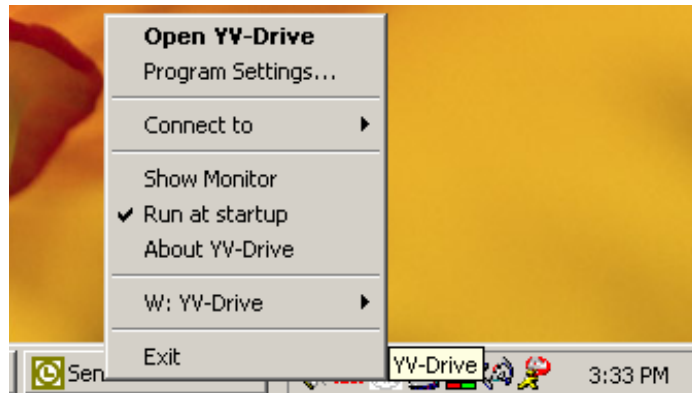 Open YV-Drive
Program Settings...
Connect to
Show Monitor
Run at startup
About YV-Drive
W: YV-Drive
Exit
Sen
YV-Drive
3:33 PM